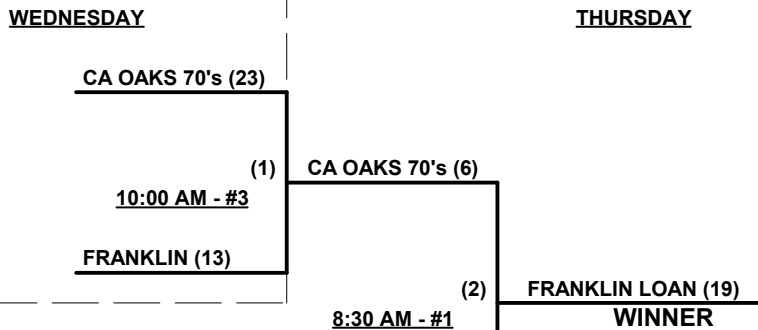 WEDNESDAY
THURSDAY
CA OAKS 70's (23)
(1)
CA OAKS 70's (6)
10:00 AM - #3
FRANKLIN (13)
(2)
FRANKLIN LOAN (19)
8:30 AM - #1
WINNER